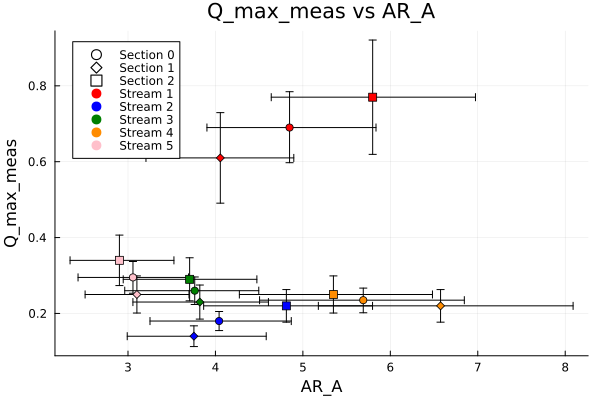 Q_max_meas vs AR_A
Section 0
Section 1
Section 2
Stream 1
Stream 2
Stream 3
Stream 4
Stream 5
0.8
0.6
0.4
0.2
Q_max_meas
3 4 5 6 7 8
AR_A